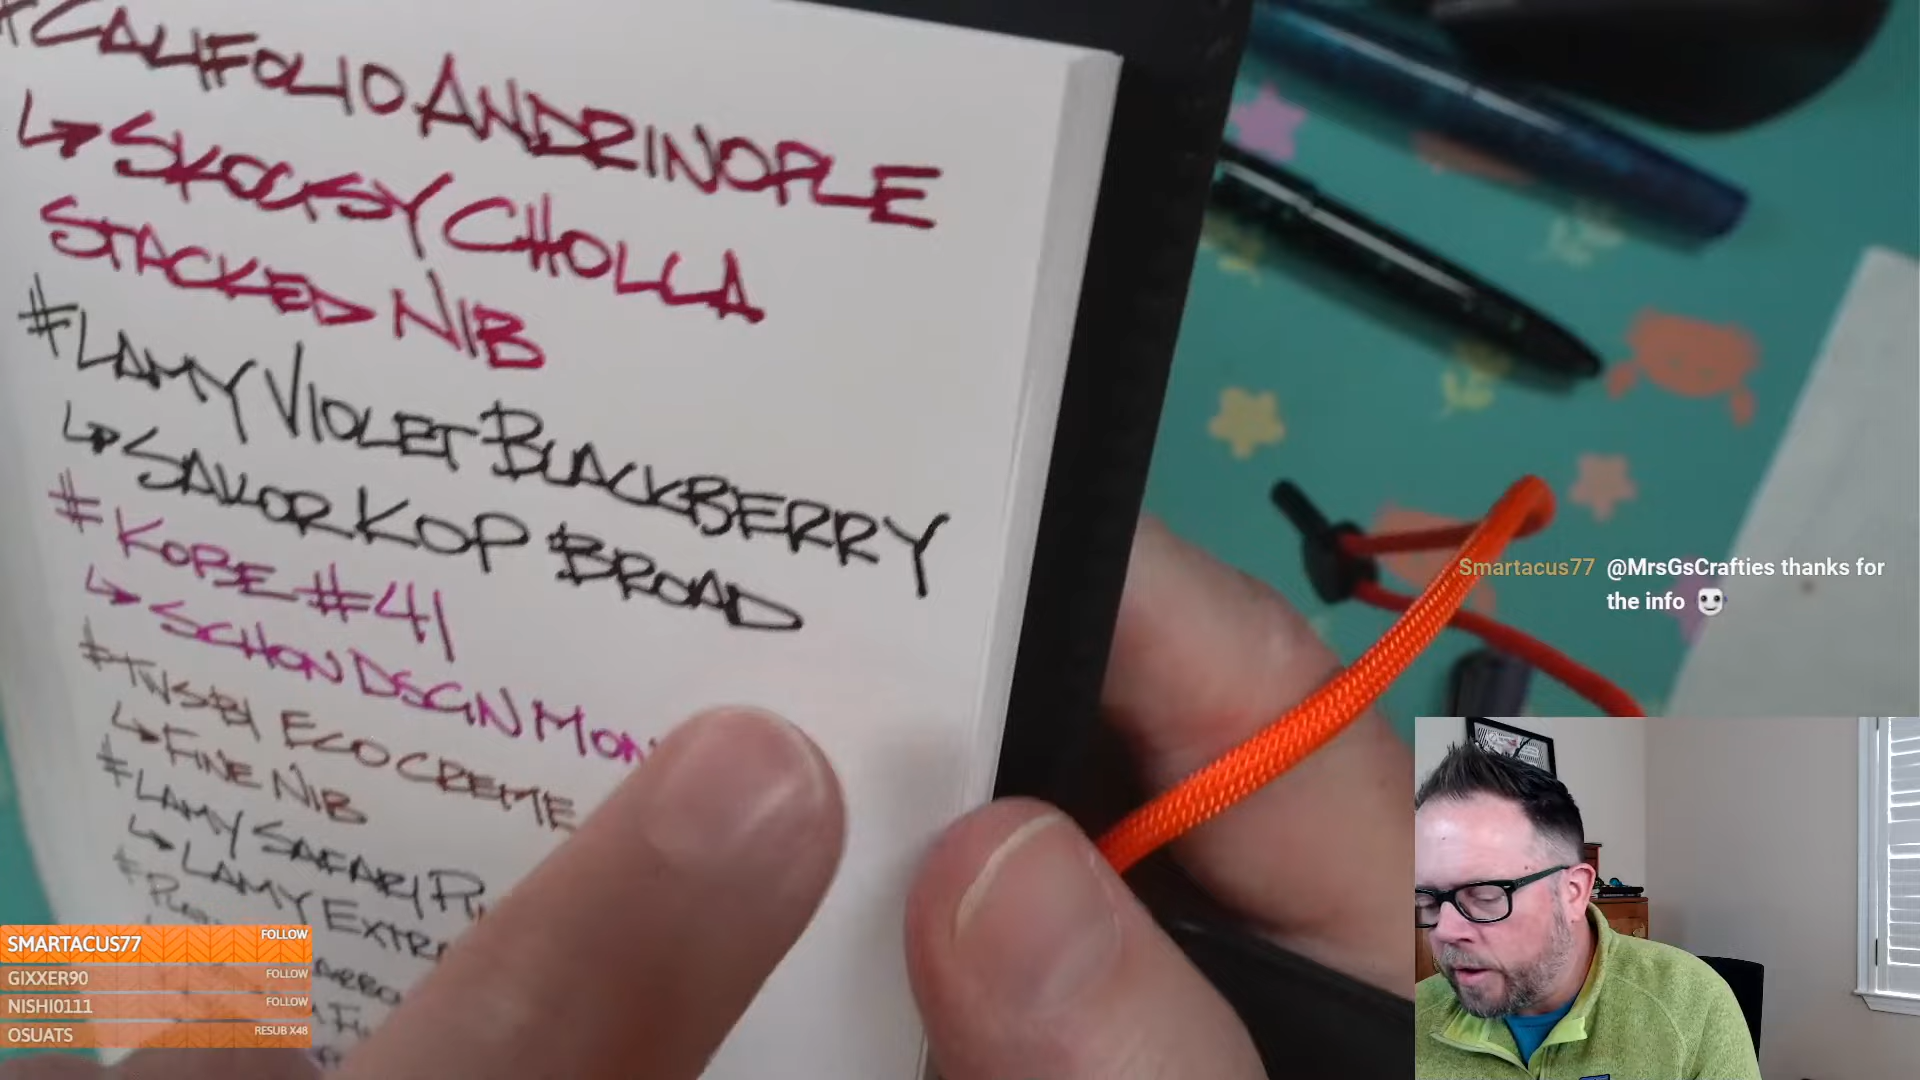 #CALIFOLIO ANDRINOPLE
↳SKOCKSY CHOLLA
STACKED NIB
#LAMY VIOLET BLACKBERRY
↳SAILOR KOP BROAD
#KOBE #41
↳SCHON DSGN MON
#TWSBI ECO CREME
↳FINE NIB
#LAMY SAFARI
↳LAMY EXTRA
Smartacus77 @MrsGsCrafties thanks for
the info
SMARTACUS77 FOLLOW
GIXXER90 FOLLOW
NISHI0111 FOLLOW
OSUATS RESUB X48